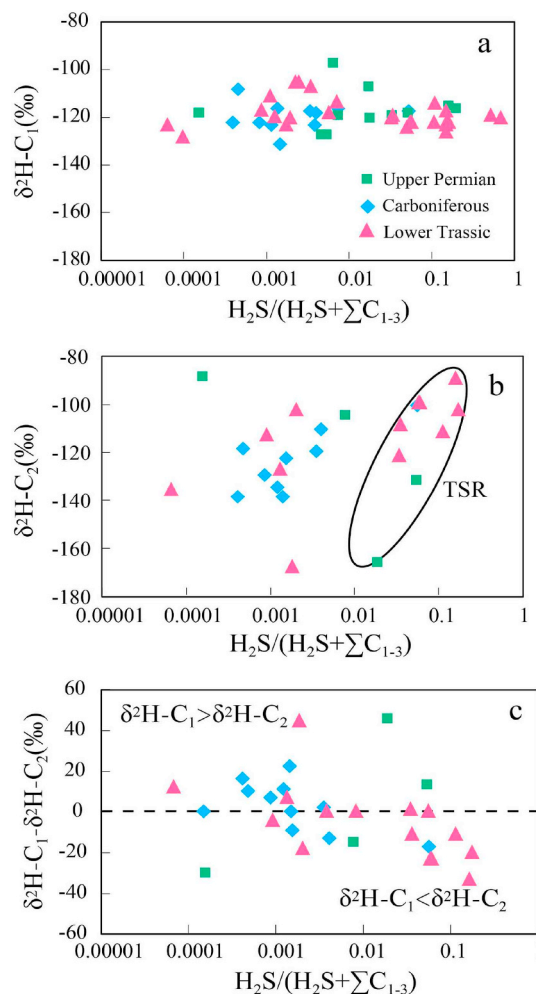 -80
a
-100
-120
-140
-160
-180
δ²H-C₁(‰)
Upper Permian
Carboniferous
Lower Trassic
0.00001 0.0001 0.001 0.01 0.1 1
H₂S/(H₂S+∑C₁₋₃)
-80
b
-100
-120
-140
-160
-180
δ²H-C₂(‰)
TSR
0.00001 0.0001 0.001 0.01 0.1 1
H₂S/(H₂S+∑C₁₋₃)
60
c
40
20
0
-20
-40
-60
δ²H-C₁-δ²H-C₂(‰)
δ²H-C₁>δ²H-C₂
δ²H-C₁<δ²H-C₂
0.00001 0.0001 0.001 0.01 0.1
H₂S/(H₂S+∑C₁₋₃)